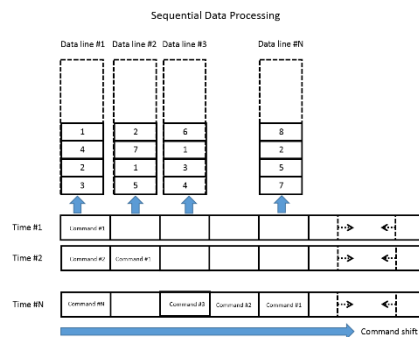 Sequential Data Processing
Data line #1 Data line #2 Data line #3 Data line #N
1 2 6 8
4 7 1 2
2 1 3 5
3 5 4 7
Time #1 Command #1
Time #2 Command #2 Command #1
Time #N Command #N Command #3 Command #2 Command #1
Command shift